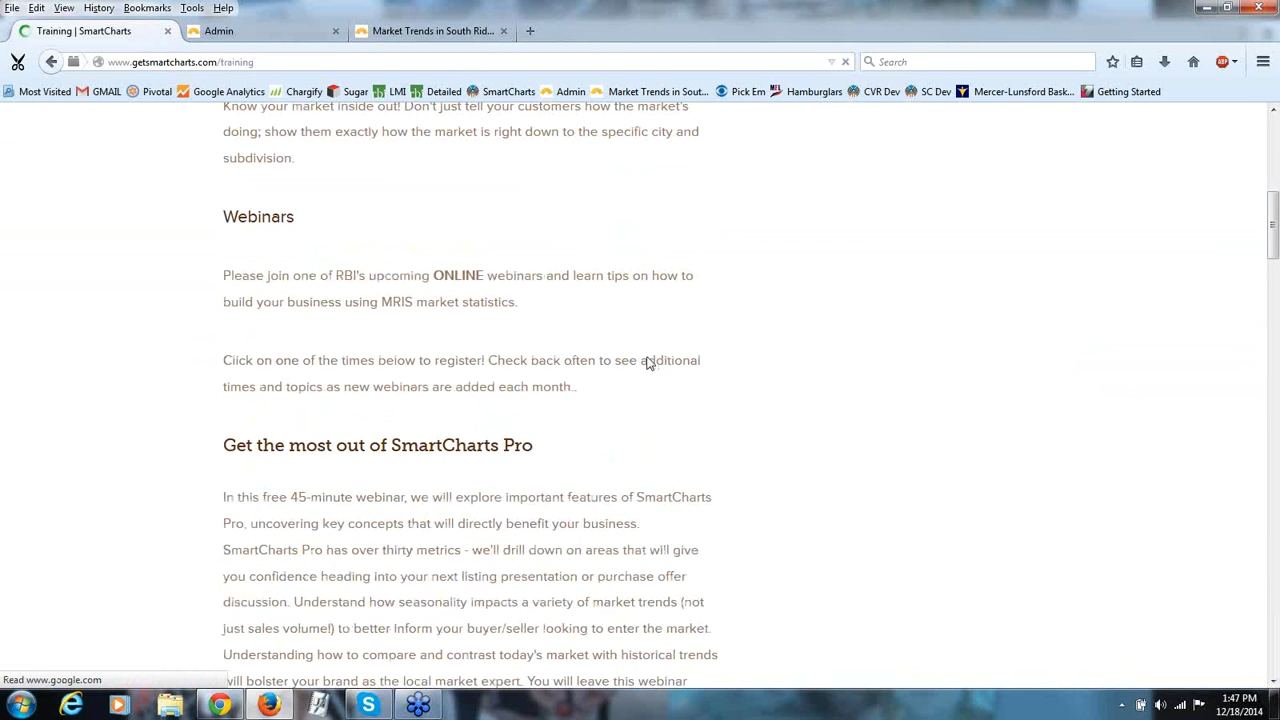 File Edit View History Bookmarks Tools Help
Training | SmartCharts × Admin × Market Trends in South Rid... × +
www.getsmartcharts.com/training Search
Most Visited GMAIL Pivotal Google Analytics Chargify Sugar LMI Detailed SmartCharts Admin Market Trends in Sout... Pick Em Hamburglars CVR Dev SC Dev Mercer-Lunsford Bask... Getting Started
Know your market inside out! Don't just tell your customers how the market's
doing; show them exactly how the market is right down to the specific city and
subdivision.
Webinars
Please join one of RBI's upcoming ONLINE webinars and learn tips on how to
build your business using MRIS market statistics.
Click on one of the times below to register! Check back often to see additional
times and topics as new webinars are added each month..
Get the most out of SmartCharts Pro
In this free 45-minute webinar, we will explore important features of SmartCharts
Pro, uncovering key concepts that will directly benefit your business.
SmartCharts Pro has over thirty metrics - we'll drill down on areas that will give
you confidence heading into your next listing presentation or purchase offer
discussion. Understand how seasonality impacts a variety of market trends (not
just sales volume!) to better inform your buyer/seller looking to enter the market.
Understanding how to compare and contrast today's market with historical trends
will bolster your brand as the local market expert. You will leave this webinar
Read www.google.com
1:47 PM
12/18/2014